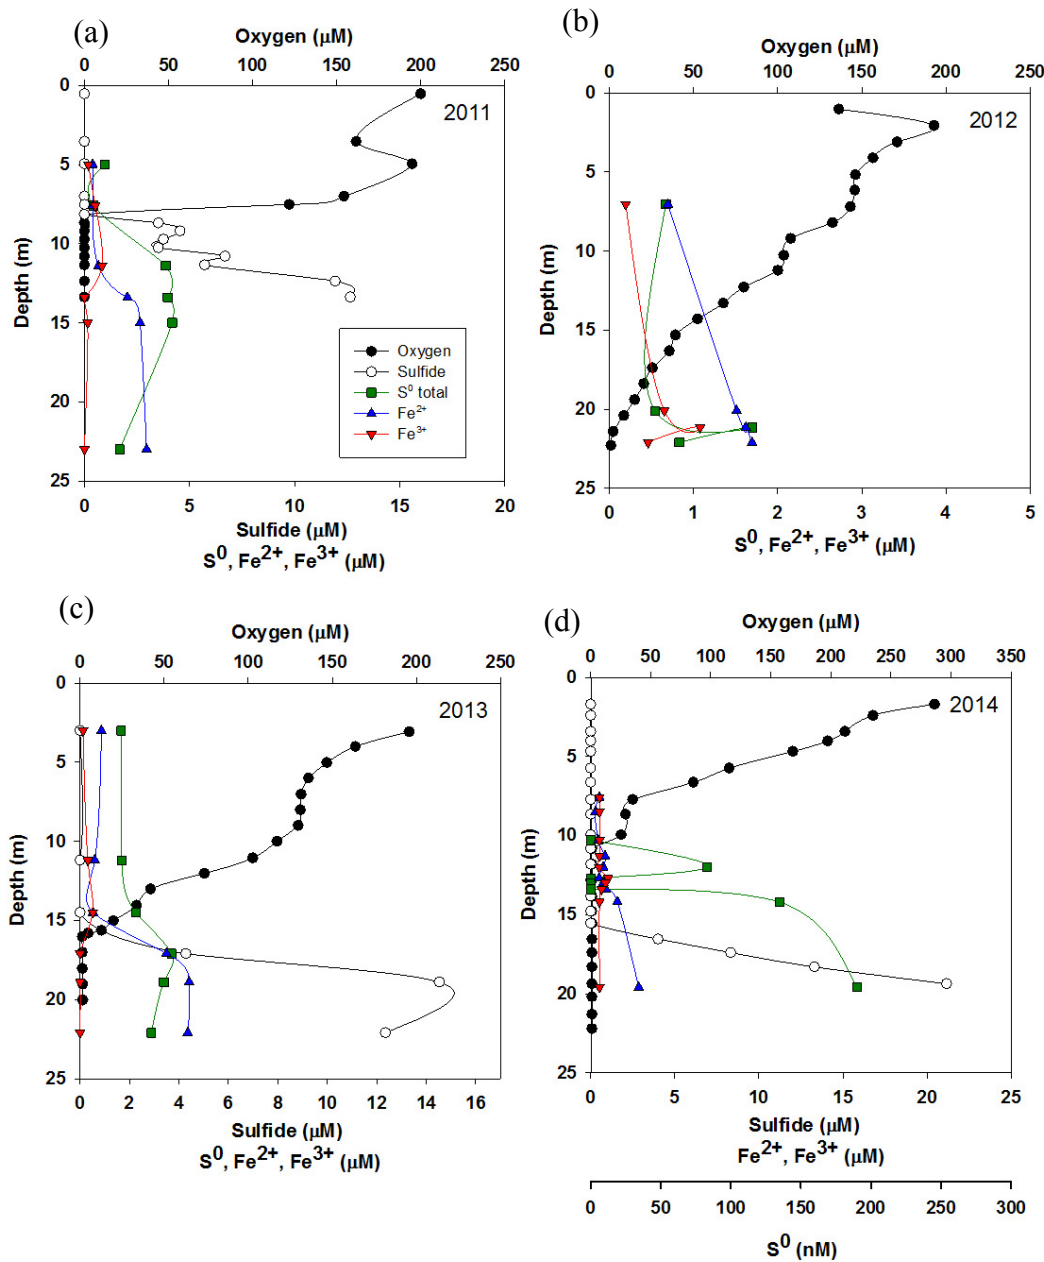 (a)
Oxygen (μM)
0 50 100 150 200 250
0
5
10
15
20
25
Depth (m)
2011
Oxygen
Sulfide
S⁰ total
Fe²⁺
Fe³⁺
0 5 10 15 20
Sulfide (μM)
S⁰, Fe²⁺, Fe³⁺ (μM)
(b)
Oxygen (μM)
0 50 100 150 200 250
0
5
10
15
20
25
Depth (m)
2012
0 1 2 3 4 5
S⁰, Fe²⁺, Fe³⁺ (μM)
(c)
Oxygen (μM)
0 50 100 150 200 250
0
5
10
15
20
25
Depth (m)
2013
0 2 4 6 8 10 12 14 16
Sulfide (μM)
S⁰, Fe²⁺, Fe³⁺ (μM)
(d)
Oxygen (μM)
0 50 100 150 200 250 300 350
0
5
10
15
20
25
Depth (m)
2014
0 5 10 15 20 25
Sulfide (μM)
Fe²⁺, Fe³⁺ (μM)
0 50 100 150 200 250 300
S⁰ (nM)